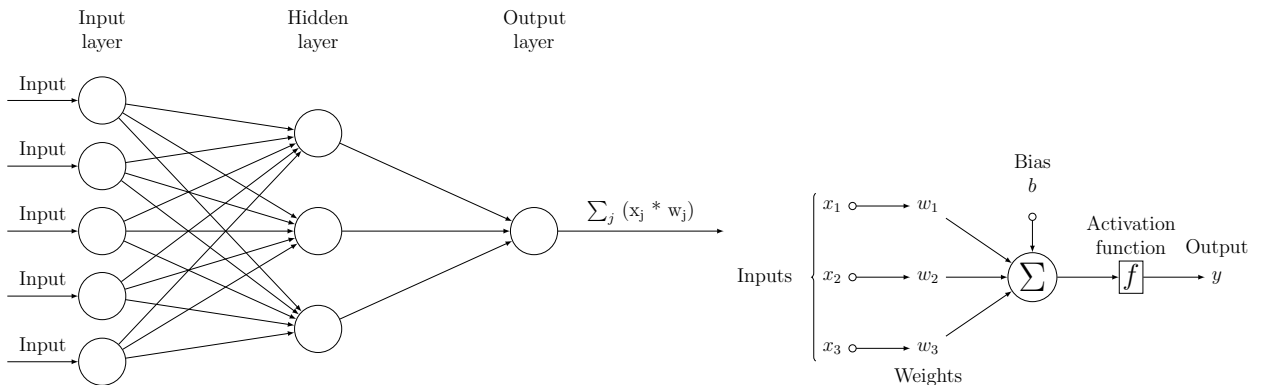 Input
layer
Hidden
layer
Output
layer
Input
Input
Input
Input
Input
∑j (xj * wj)
Bias
b
x1 w1
Activation
function
Output
Inputs x2 w2 ∑ f y
x3 w3
Weights